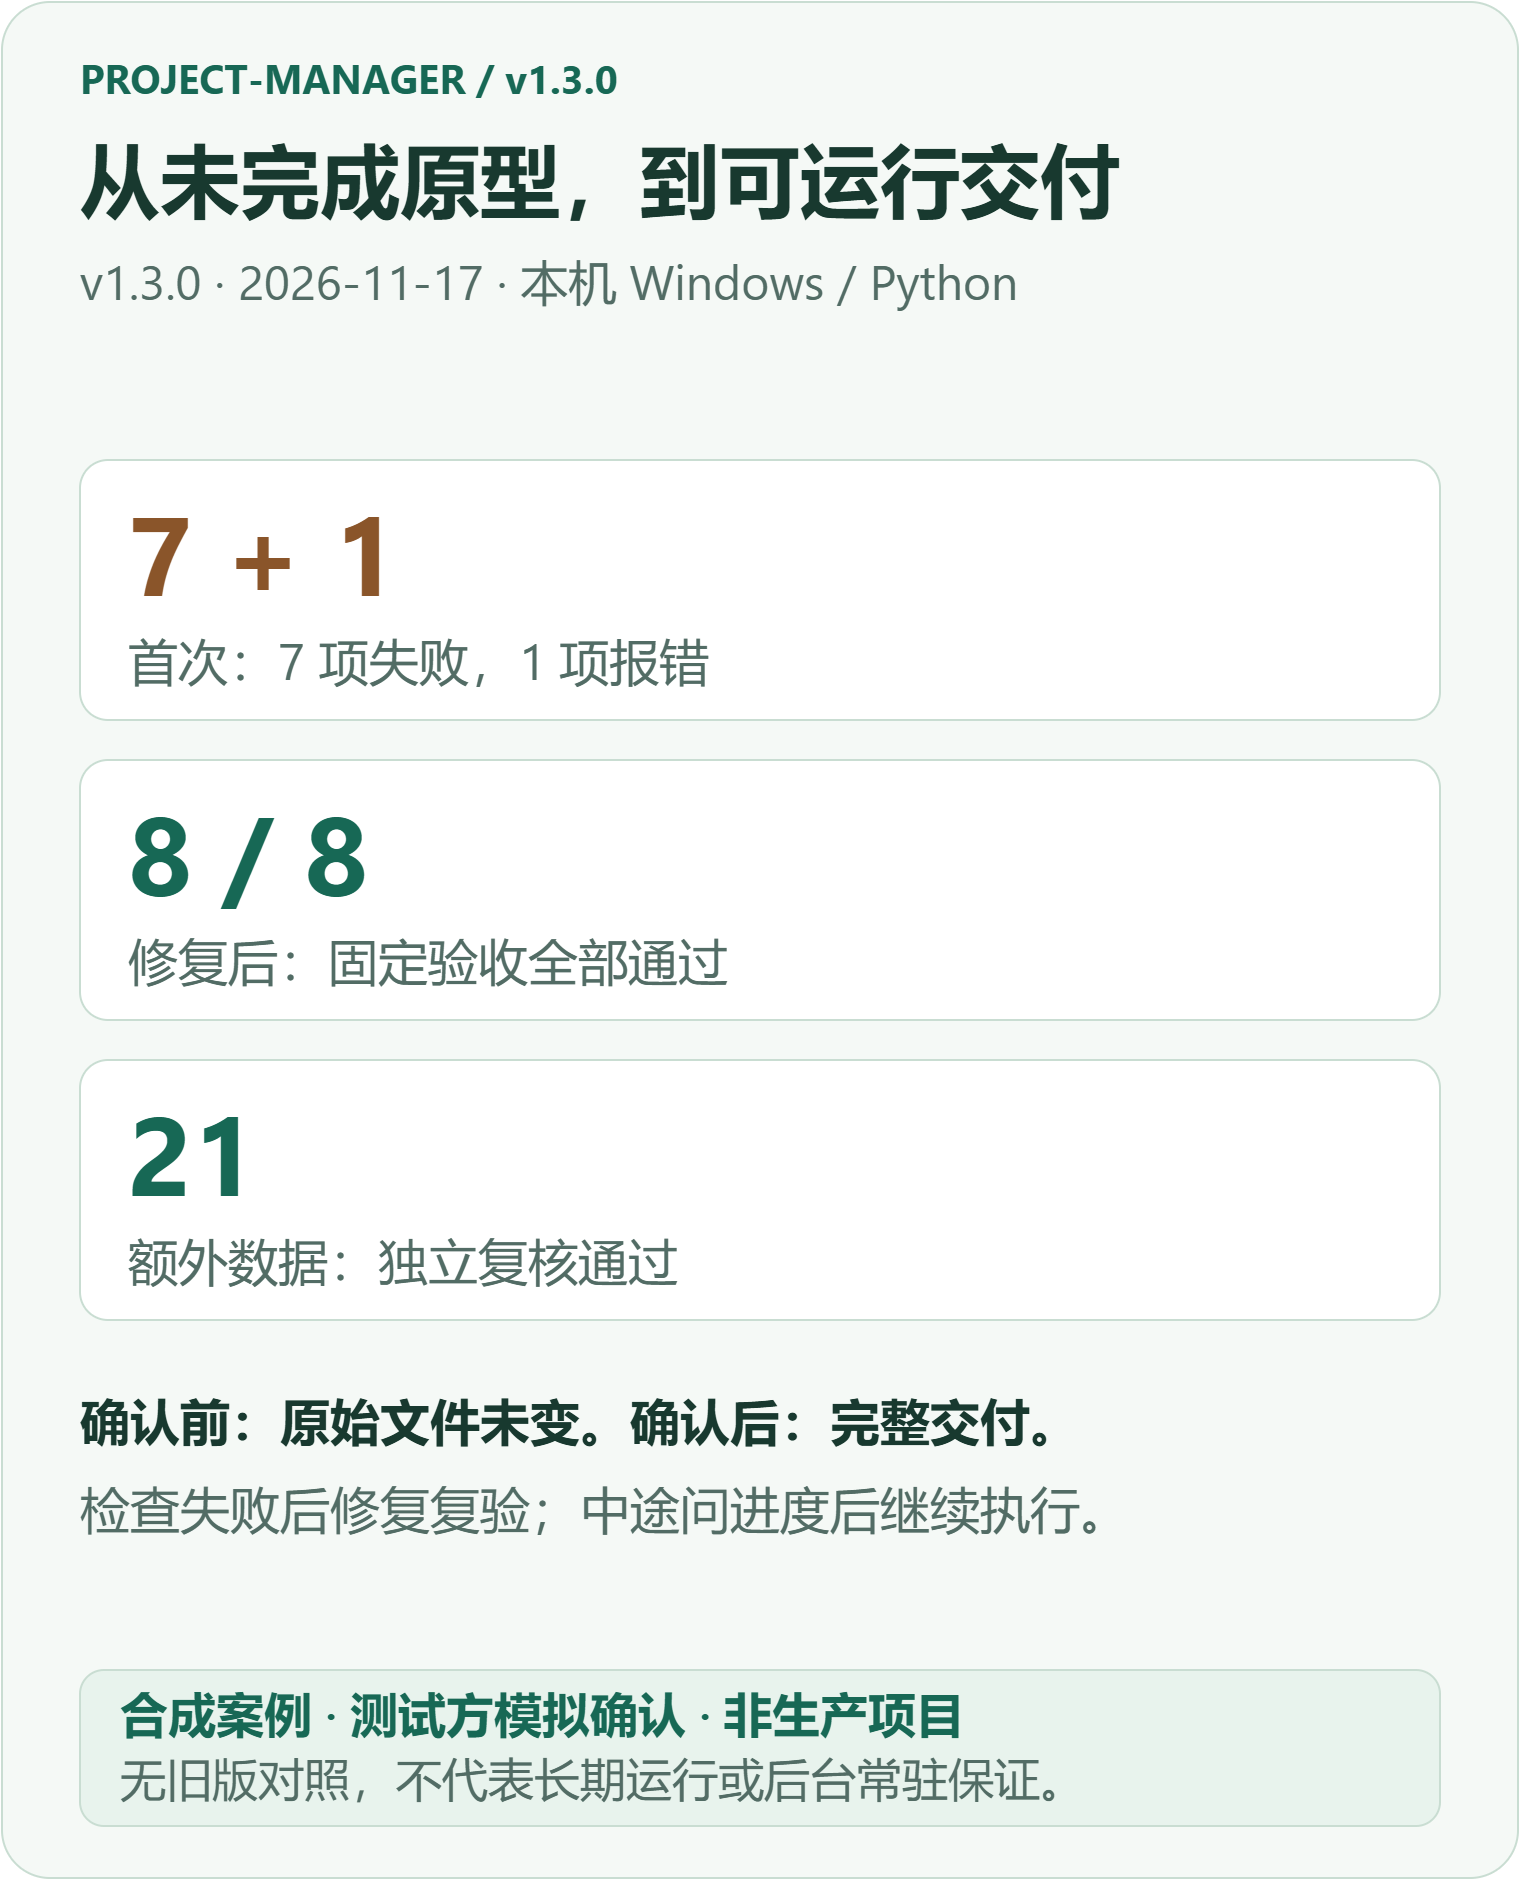 PROJECT-MANAGER / v1.3.0
从未完成原型，到可运行交付
v1.3.0 · 2026-11-17 · 本机 Windows / Python
7 + 1
首次：7 项失败，1 项报错
8 / 8
修复后：固定验收全部通过
21
额外数据：独立复核通过
确认前：原始文件未变。确认后：完整交付。
检查失败后修复复验；中途问进度后继续执行。
合成案例 · 测试方模拟确认 · 非生产项目
无旧版对照，不代表长期运行或后台常驻保证。